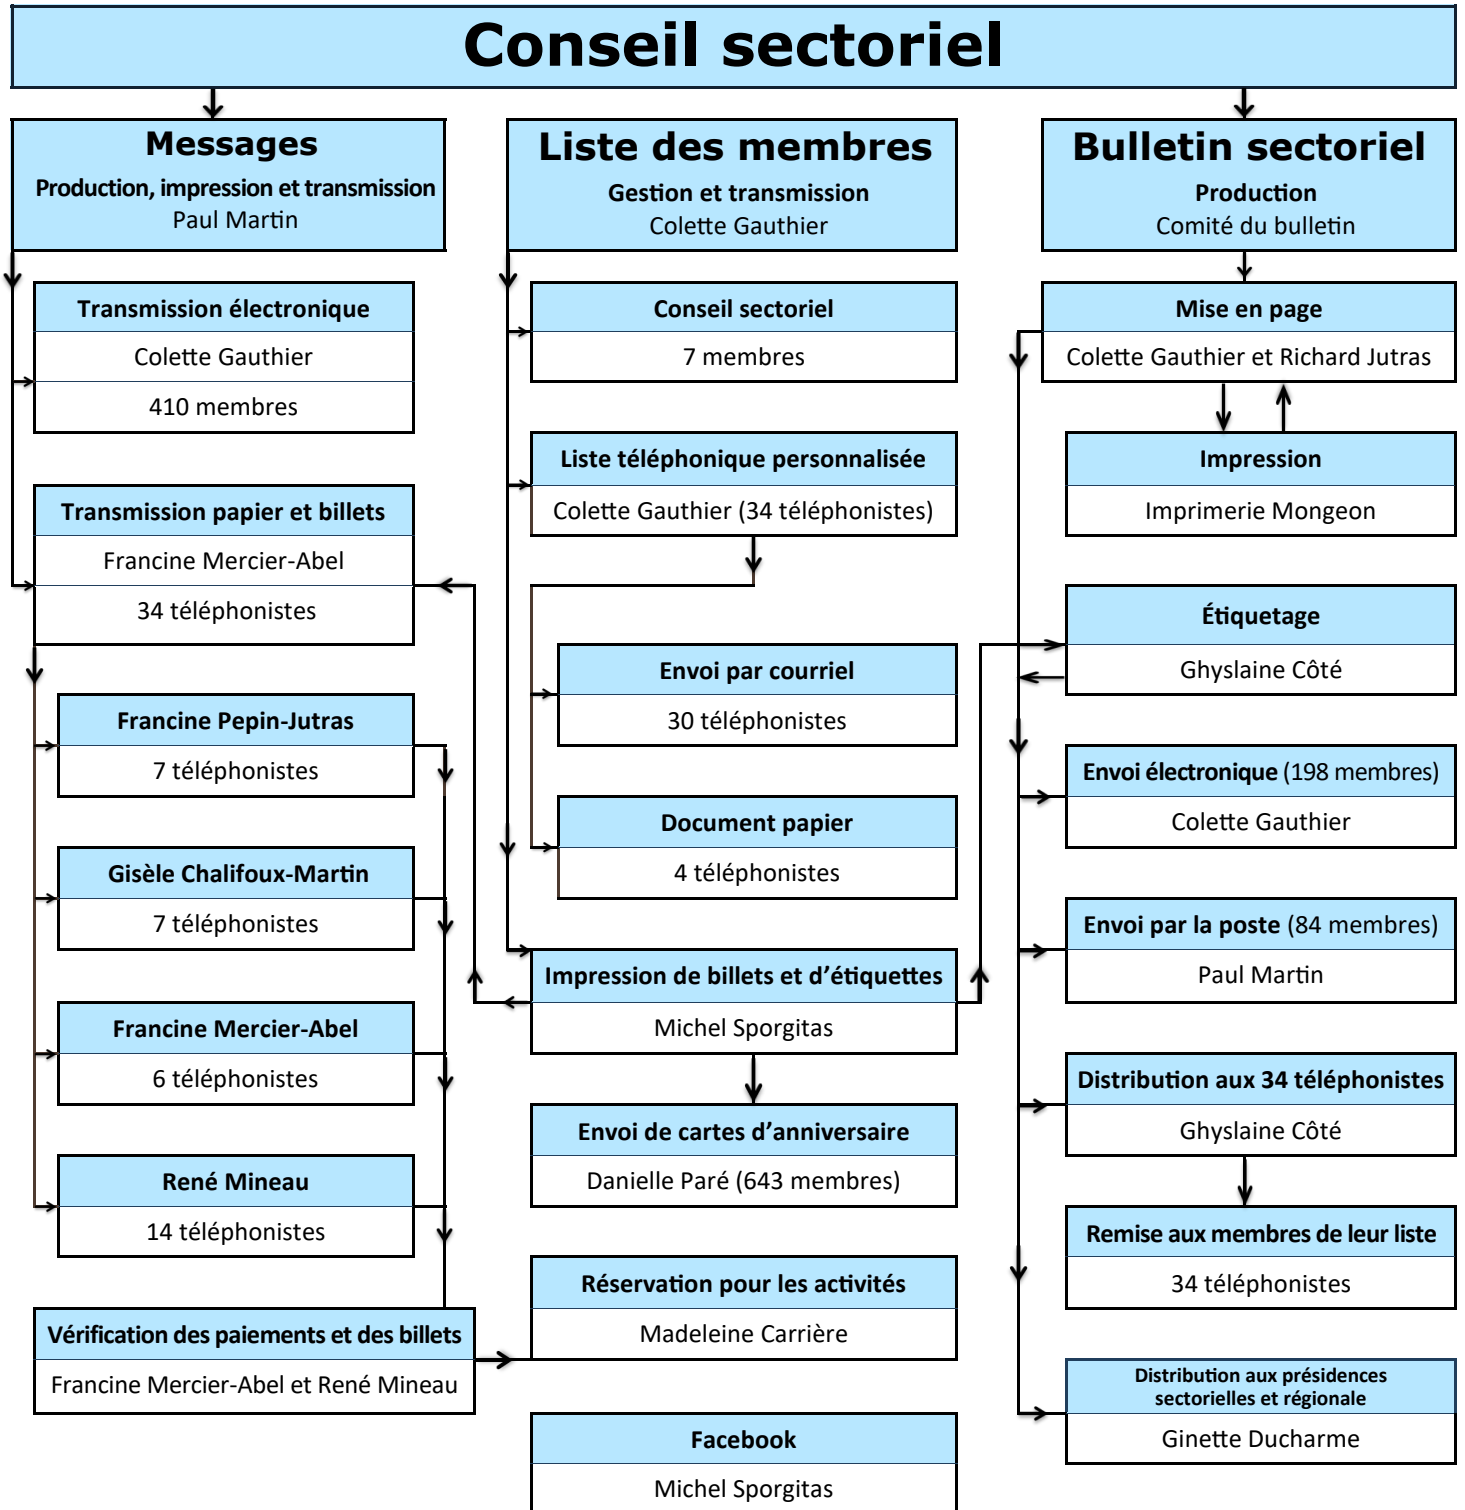 Conseil sectoriel
Messages
Production, impression et transmission
Paul Martin
Transmission électronique
Colette Gauthier
410 membres
Transmission papier et billets
Francine Mercier-Abel
34 téléphonistes
Francine Pepin-Jutras
7 téléphonistes
Gisèle Chalifoux-Martin
7 téléphonistes
Francine Mercier-Abel
6 téléphonistes
René Mineau
14 téléphonistes
Vérification des paiements et des billets
Francine Mercier-Abel et René Mineau
Liste des membres
Gestion et transmission
Colette Gauthier
Conseil sectoriel
7 membres
Liste téléphonique personnalisée
Colette Gauthier (34 téléphonistes)
Envoi par courriel
30 téléphonistes
Document papier
4 téléphonistes
Impression de billets et d’étiquettes
Michel Sporgitas
Envoi de cartes d’anniversaire
Danielle Paré (643 membres)
Réservation pour les activités
Madeleine Carrière
Facebook
Michel Sporgitas
Bulletin sectoriel
Production
Comité du bulletin
Mise en page
Colette Gauthier et Richard Jutras
Impression
Imprimerie Mongeon
Étiquetage
Ghyslaine Côté
Envoi électronique (198 membres)
Colette Gauthier
Envoi par la poste (84 membres)
Paul Martin
Distribution aux 34 téléphonistes
Ghyslaine Côté
Remise aux membres de leur liste
34 téléphonistes
Distribution aux présidences
sectorielles et régionale
Ginette Ducharme